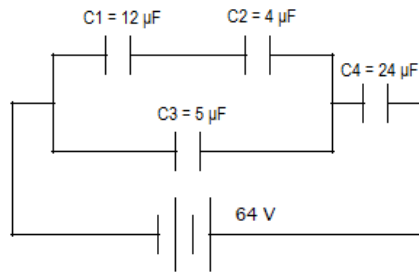 C1 = 12 µF
C2 = 4 µF
C4 = 24 µF
C3 = 5 µF
64 V